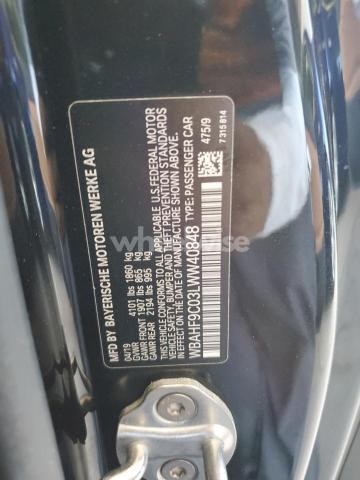 MFD BY BAYERISCHE MOTOREN WERKE AG
04/19
GVWR 4101 lbs 1860 kg
GAWR FRONT 1907 lbs 865 kg
GAWR REAR 2194 lbs 995 kg
THIS VEHICLE CONFORMS TO ALL APPLICABLE U.S.FEDERAL MOTOR
VEHICLE SAFETY, BUMPER AND THEFT PREVENTION STANDARDS
IN EFFECT ON THE DATE OF MANUFACTURE SHOWN ABOVE.
WBAHF9C03LWW40848 TYPE: PASSENGER CAR
475/9
7 315 814